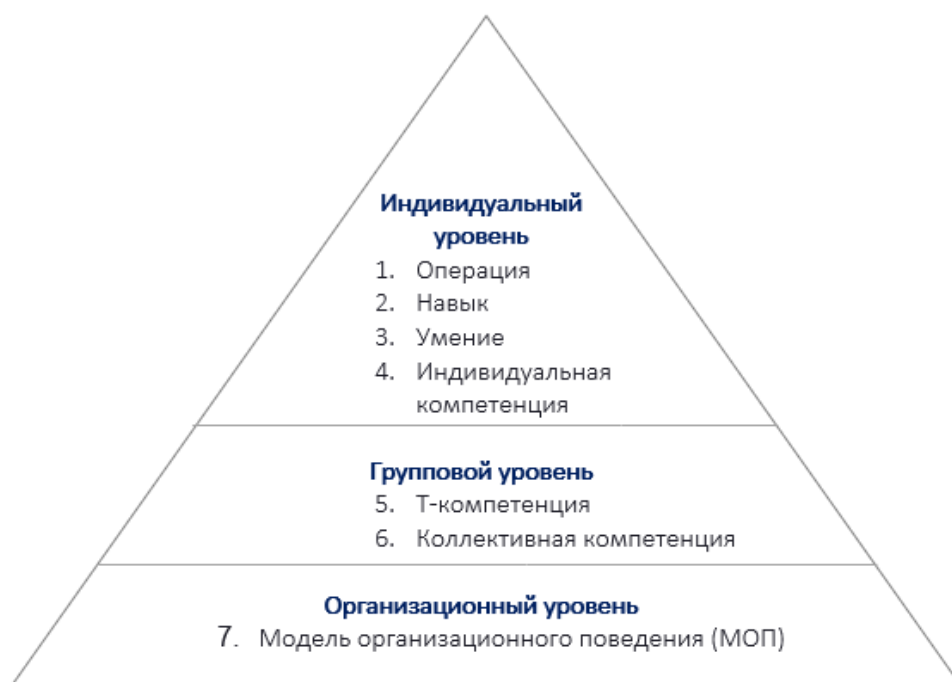 Индивидуальный
уровень
1. Операция
2. Навык
3. Умение
4. Индивидуальная
компетенция
Групповой уровень
5. Т-компетенция
6. Коллективная компетенция
Организационный уровень
7. Модель организационного поведения (МОП)